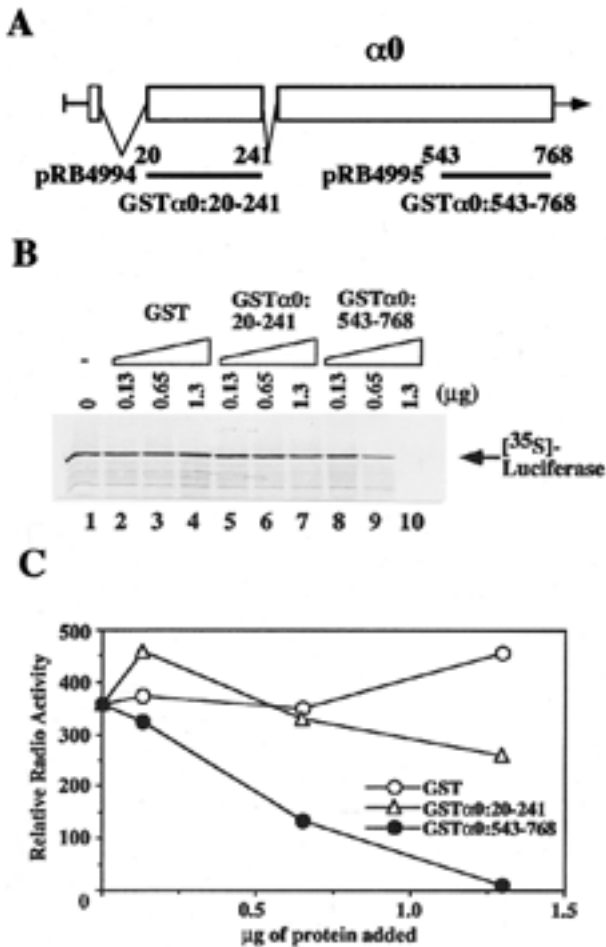 A
α0
20 241 543 768
pRB4994 pRB4995
GSTα0:20-241 GSTα0:543-768
B
GST GSTα0:20-241 GSTα0:543-768
- 0 0.13 0.65 1.3 0.13 0.65 1.3 0.13 0.65 1.3 (μg)
[35S]-Luciferase
1 2 3 4 5 6 7 8 9 10
C
500
400
300
200
100
0
Relative Radio Activity
GST
GSTα0:20-241
GSTα0:543-768
0 0.5 1.0 1.5
μg of protein added